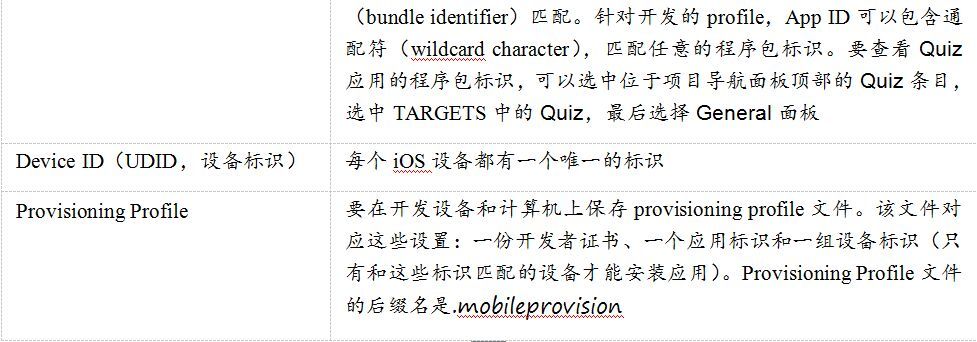 （bundle identifier）匹配。针对开发的 profile，App ID 可以包含通
配符（wildcard character），匹配任意的程序包标识。要查看 Quiz
应用的程序包标识，可以选中位于项目导航面板顶部的 Quiz 条目，
选中 TARGETS 中的 Quiz，最后选择 General 面板
Device ID（UDID，设备标识）
每个 iOS 设备都有一个唯一的标识
Provisioning Profile
要在开发设备和计算机上保存 provisioning profile 文件。该文件对
应这些设置：一份开发者证书、一个应用标识和一组设备标识（只
有和这些标识匹配的设备才能安装应用）。Provisioning Profile 文件
的后缀名是.mobileprovision